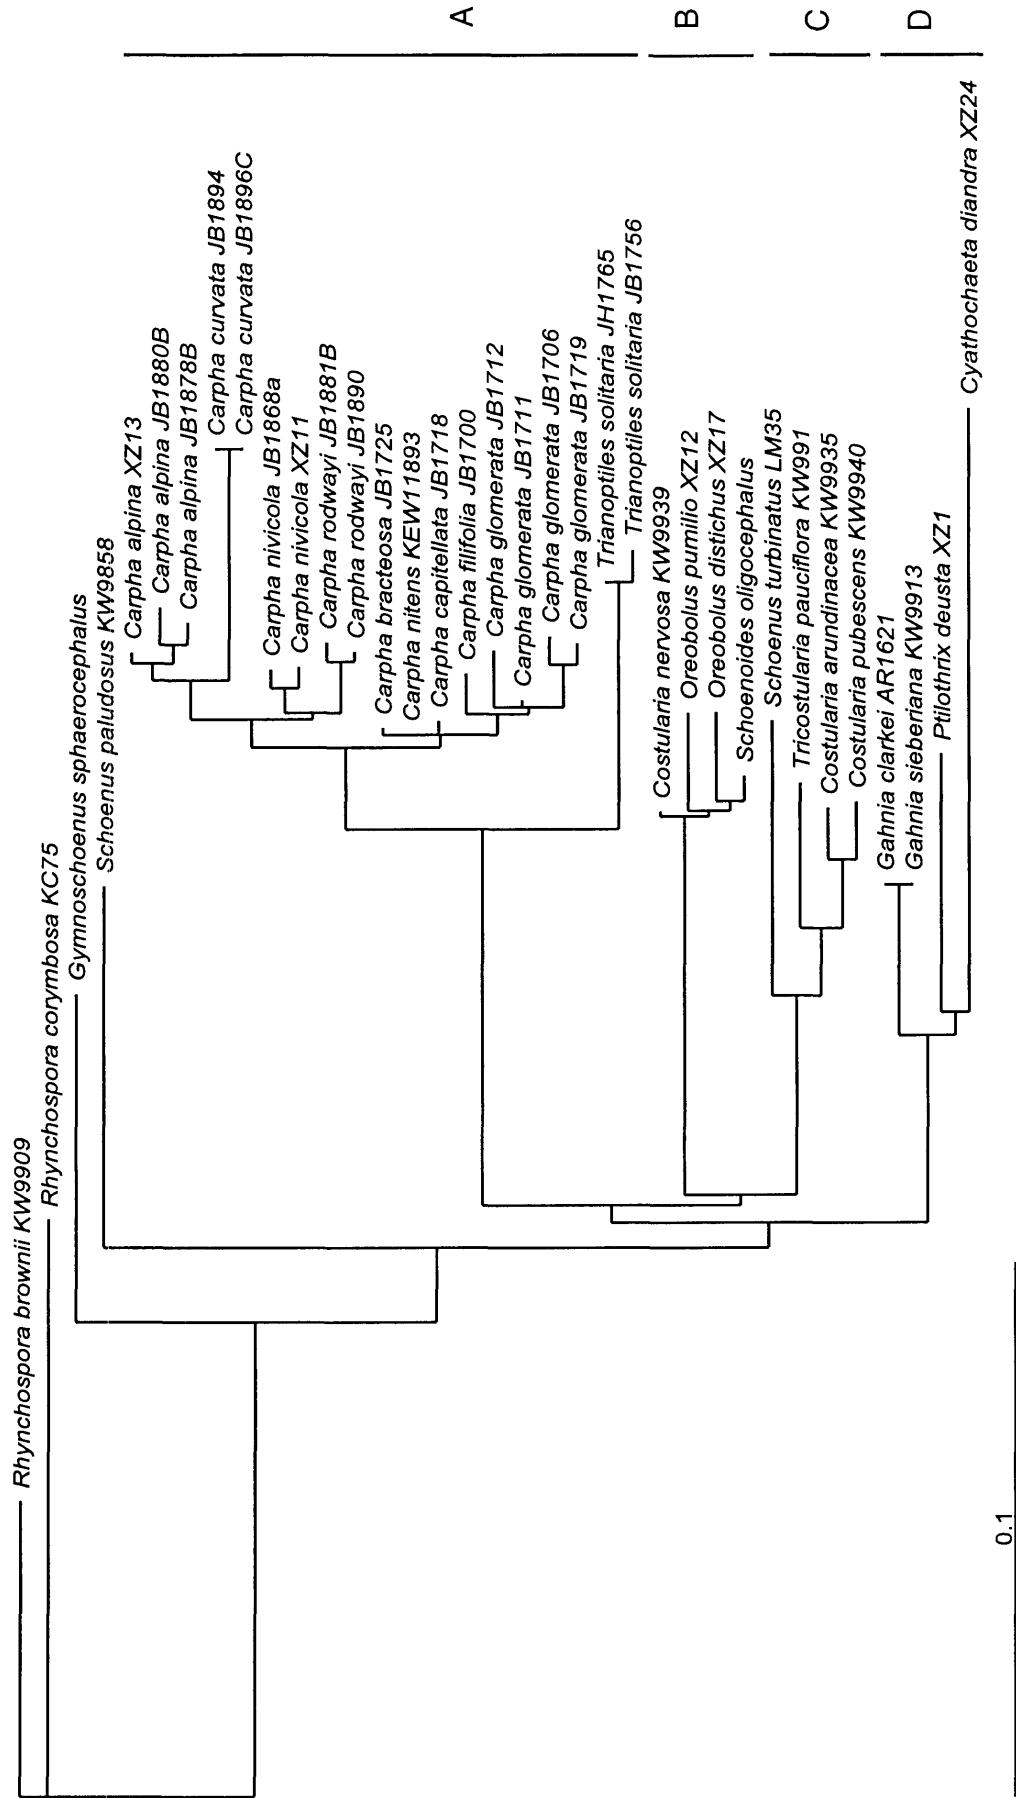 Rhynchospora brownii KW9909
Rhynchospora corymbosa KC75
Gymnoschoenus sphaerocephalus
Schoenus paludosus KW9858
Carpha alpina XZ13
Carpha alpina JB1880B
Carpha alpina JB1878B
Carpha curvata JB1894
Carpha curvata JB1896C
Carpha nivicola JB1868a
Carpha nivicola XZ11
Carpha rodwayi JB1881B
Carpha rodwayi JB1890
Carpha bracteosa JB1725
Carpha nitens KEW11893
Carpha capitellata JB1718
Carpha filifolia JB1700
Carpha glomerata JB1712
Carpha glomerata JB1711
Carpha glomerata JB1706
Carpha glomerata JB1719
Trianoptiles solitaria JH1765
Trianoptiles solitaria JB1756
Costularia nervosa KW9939
Oreobolus pumilio XZ12
Oreobolus distichus XZ17
Schoenoides oligocephalus
Schoenus turbinatus LM35
Tricostularia pauciflora KW991
Costularia arundinacea KW9935
Costularia pubescens KW9940
Gahnia clarkei AR1621
Gahnia sieberiana KW9913
Ptilothrix deusta XZ1
Cyathochaeta diandra XZ24
A
B
C
D
0.1